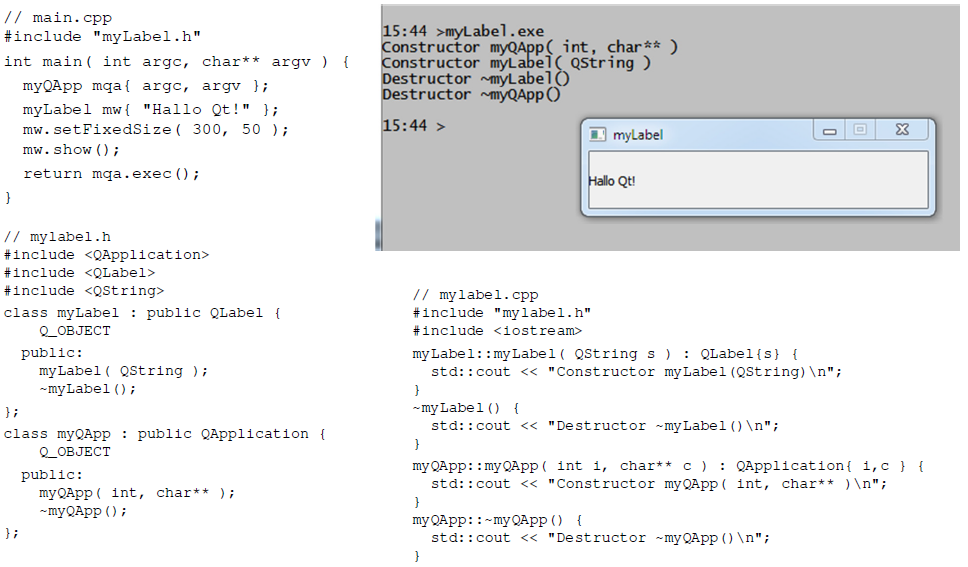 // main.cpp
#include "myLabel.h"
int main( int argc, char** argv ) {
  myQApp mqa{ argc, argv };
  myLabel mw{ "Hallo Qt!" };
  mw.setFixedSize( 300, 50 );
  mw.show();
  return mqa.exec();
}
// mylabel.h
#include <QApplication>
#include <QLabel>
#include <QString>
class myLabel : public QLabel {
    Q_OBJECT
  public:
    myLabel( QString );
    ~myLabel();
};
class myQApp : public QApplication {
    Q_OBJECT
  public:
    myQApp( int, char** );
    ~myQApp();
};
15:44 >myLabel.exe
Constructor myQApp( int, char** )
Constructor myLabel( QString )
Destructor ~myLabel()
Destructor ~myQApp()
15:44 >
myLabel
Hallo Qt!
// mylabel.cpp
#include "mylabel.h"
#include <iostream>
myLabel::myLabel( QString s ) : QLabel{s} {
  std::cout << "Constructor myLabel(QString)\n";
}
~myLabel() {
  std::cout << "Destructor ~myLabel()\n";
}
myQApp::myQApp( int i, char** c ) : QApplication{ i,c } {
  std::cout << "Constructor myQApp( int, char** )\n";
}
myQApp::~myQApp() {
  std::cout << "Destructor ~myQApp()\n";
}